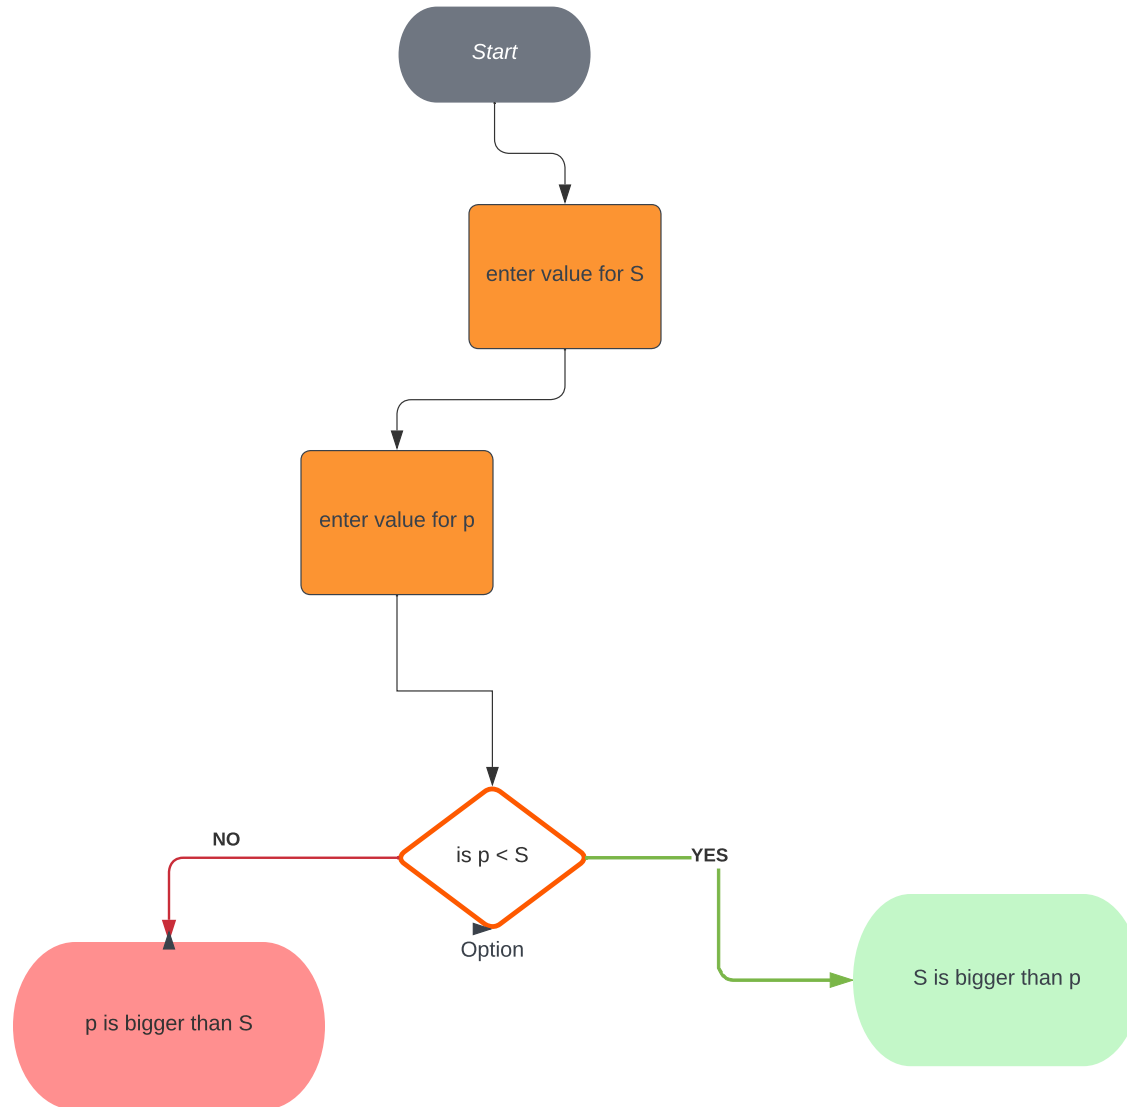 Start
enter value for S
enter value for p
is p < S
NO
YES
Option
S is bigger than p
p is bigger than S